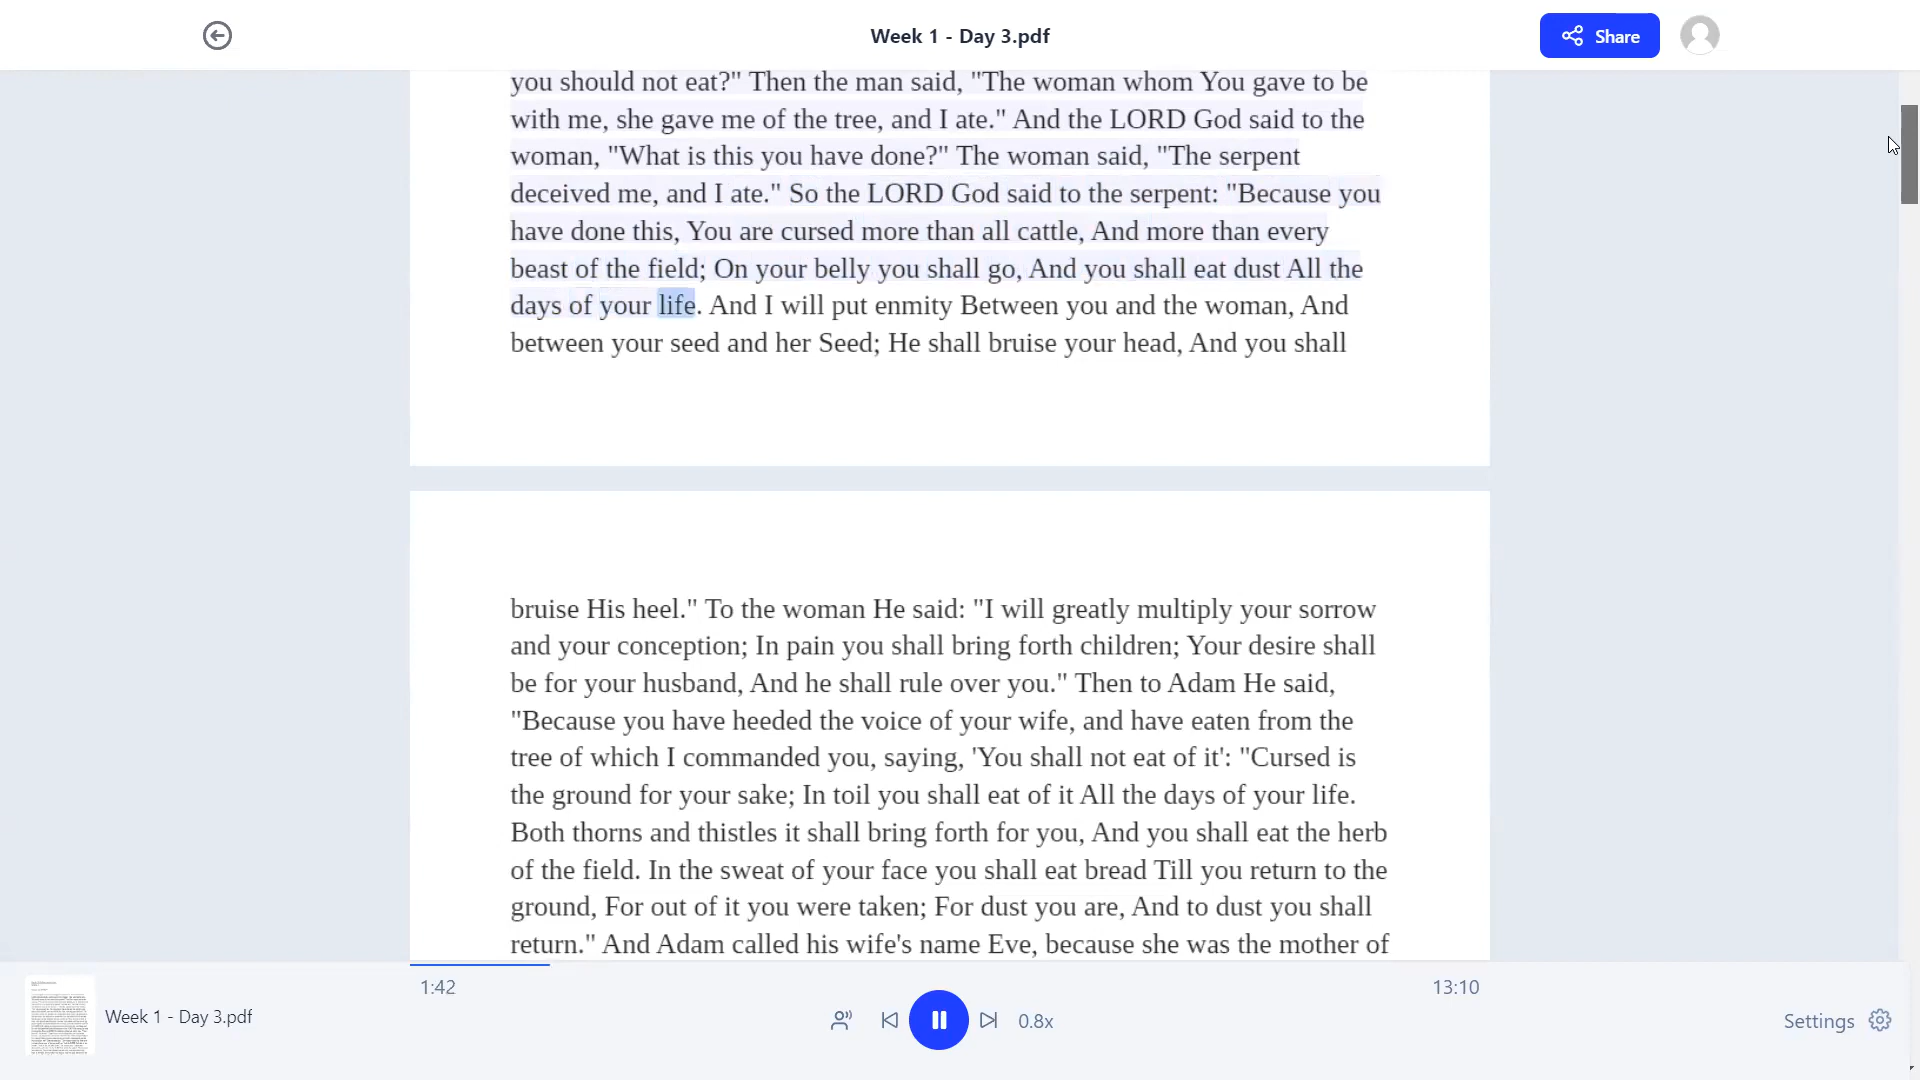 Week 1 - Day 3.pdf
Share
you should not eat?" Then the man said, "The woman whom You gave to be
with me, she gave me of the tree, and I ate." And the LORD God said to the
woman, "What is this you have done?" The woman said, "The serpent
deceived me, and I ate." So the LORD God said to the serpent: "Because you
have done this, You are cursed more than all cattle, And more than every
beast of the field; On your belly you shall go, And you shall eat dust All the
days of your life. And I will put enmity Between you and the woman, And
between your seed and her Seed; He shall bruise your head, And you shall
bruise His heel." To the woman He said: "I will greatly multiply your sorrow
and your conception; In pain you shall bring forth children; Your desire shall
be for your husband, And he shall rule over you." Then to Adam He said,
"Because you have heeded the voice of your wife, and have eaten from the
tree of which I commanded you, saying, 'You shall not eat of it': "Cursed is
the ground for your sake; In toil you shall eat of it All the days of your life.
Both thorns and thistles it shall bring forth for you, And you shall eat the herb
of the field. In the sweat of your face you shall eat bread Till you return to the
ground, For out of it you were taken; For dust you are, And to dust you shall
return." And Adam called his wife's name Eve, because she was the mother of
1:42
13:10
Week 1 - Day 3.pdf
0.8x
Settings